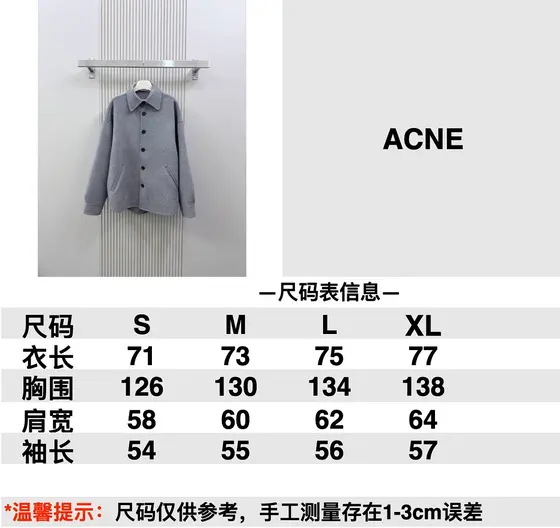 ACNE
—尺码表信息—
尺码 S M L XL
衣长 71 73 75 77
胸围 126 130 134 138
肩宽 58 60 62 64
袖长 54 55 56 57
*温馨提示：尺码仅供参考，手工测量存在1-3cm误差